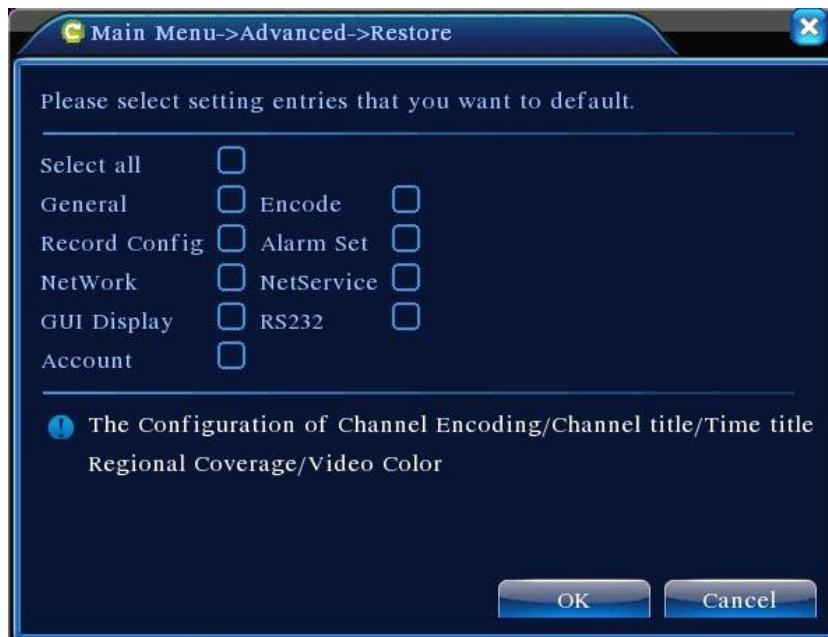 Main Menu->Advanced->Restore
Please select setting entries that you want to default.
Select all
General Encode
Record Config Alarm Set
NetWork NetService
GUI Display RS232
Account
The Configuration of Channel Encoding/Channel title/Time title
Regional Coverage/Video Color
OK Cancel